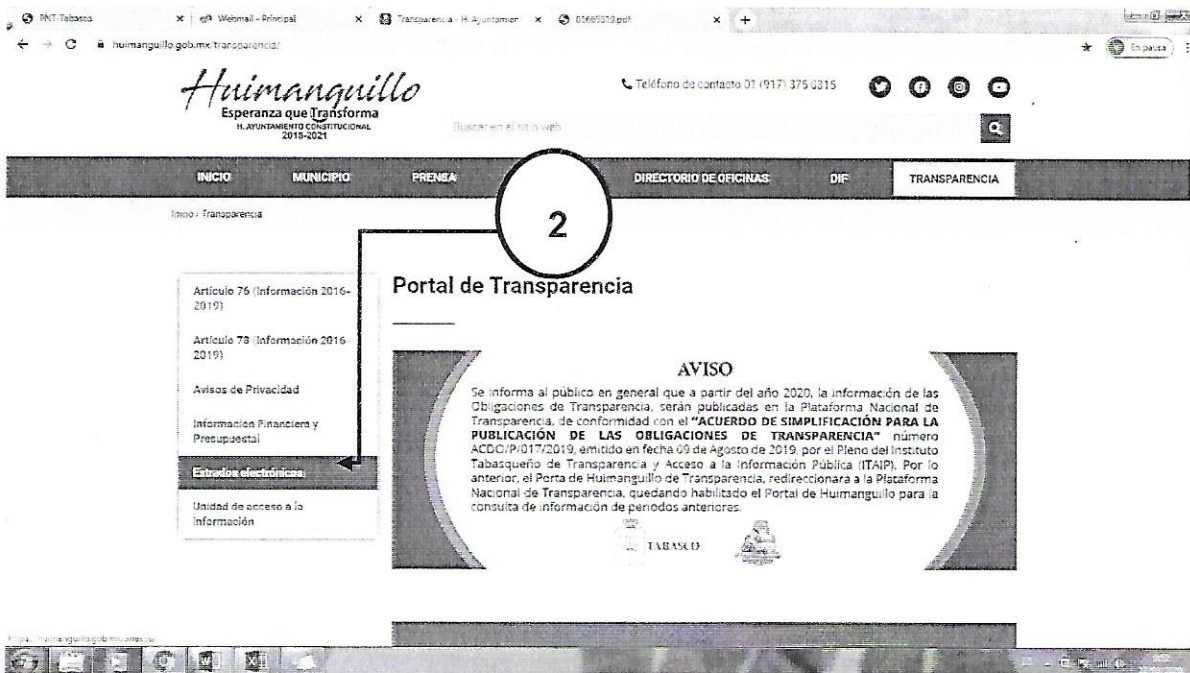 PNT-Tabasco
Webmail - Principal
Transparencia - H. Ayuntamien
01665319.pdf
huimanguillo.gob.mx/transparencia/
En pausa
Huimanguillo
Esperanza que Transforma
H. AYUNTAMIENTO CONSTITUCIONAL
2018-2021
Teléfono de contacto 01 (917) 375 0315
Buscar en el sitio web
INICIO
MUNICIPIO
PRENSA
DIRECTORIO DE OFICINAS
DIF
TRANSPARENCIA
Inicio / Transparencia
2
Artículo 76 (Información 2016-
2019)
Artículo 78 (Información 2016-
2019)
Avisos de Privacidad
Información Financiera y
Presupuestal
Estrados electrónicos
Unidad de acceso a la
información
Portal de Transparencia
AVISO
Se informa al público en general que a partir del año 2020, la información de las
Obligaciones de Transparencia, serán publicadas en la Plataforma Nacional de
Transparencia, de conformidad con el "ACUERDO DE SIMPLIFICACIÓN PARA LA
PUBLICACIÓN DE LAS OBLIGACIONES DE TRANSPARENCIA" número
ACDO/P/017/2019, emitido en fecha 09 de Agosto de 2019, por el Pleno del Instituto
Tabasqueño de Transparencia y Acceso a la Información Pública (ITAIP). Por lo
anterior, el Porta de Huimanguillo de Transparencia, redireccionara a la Plataforma
Nacional de Transparencia, quedando habilitado el Portal de Huimanguillo para la
consulta de información de periodos anteriores.
TABASCO